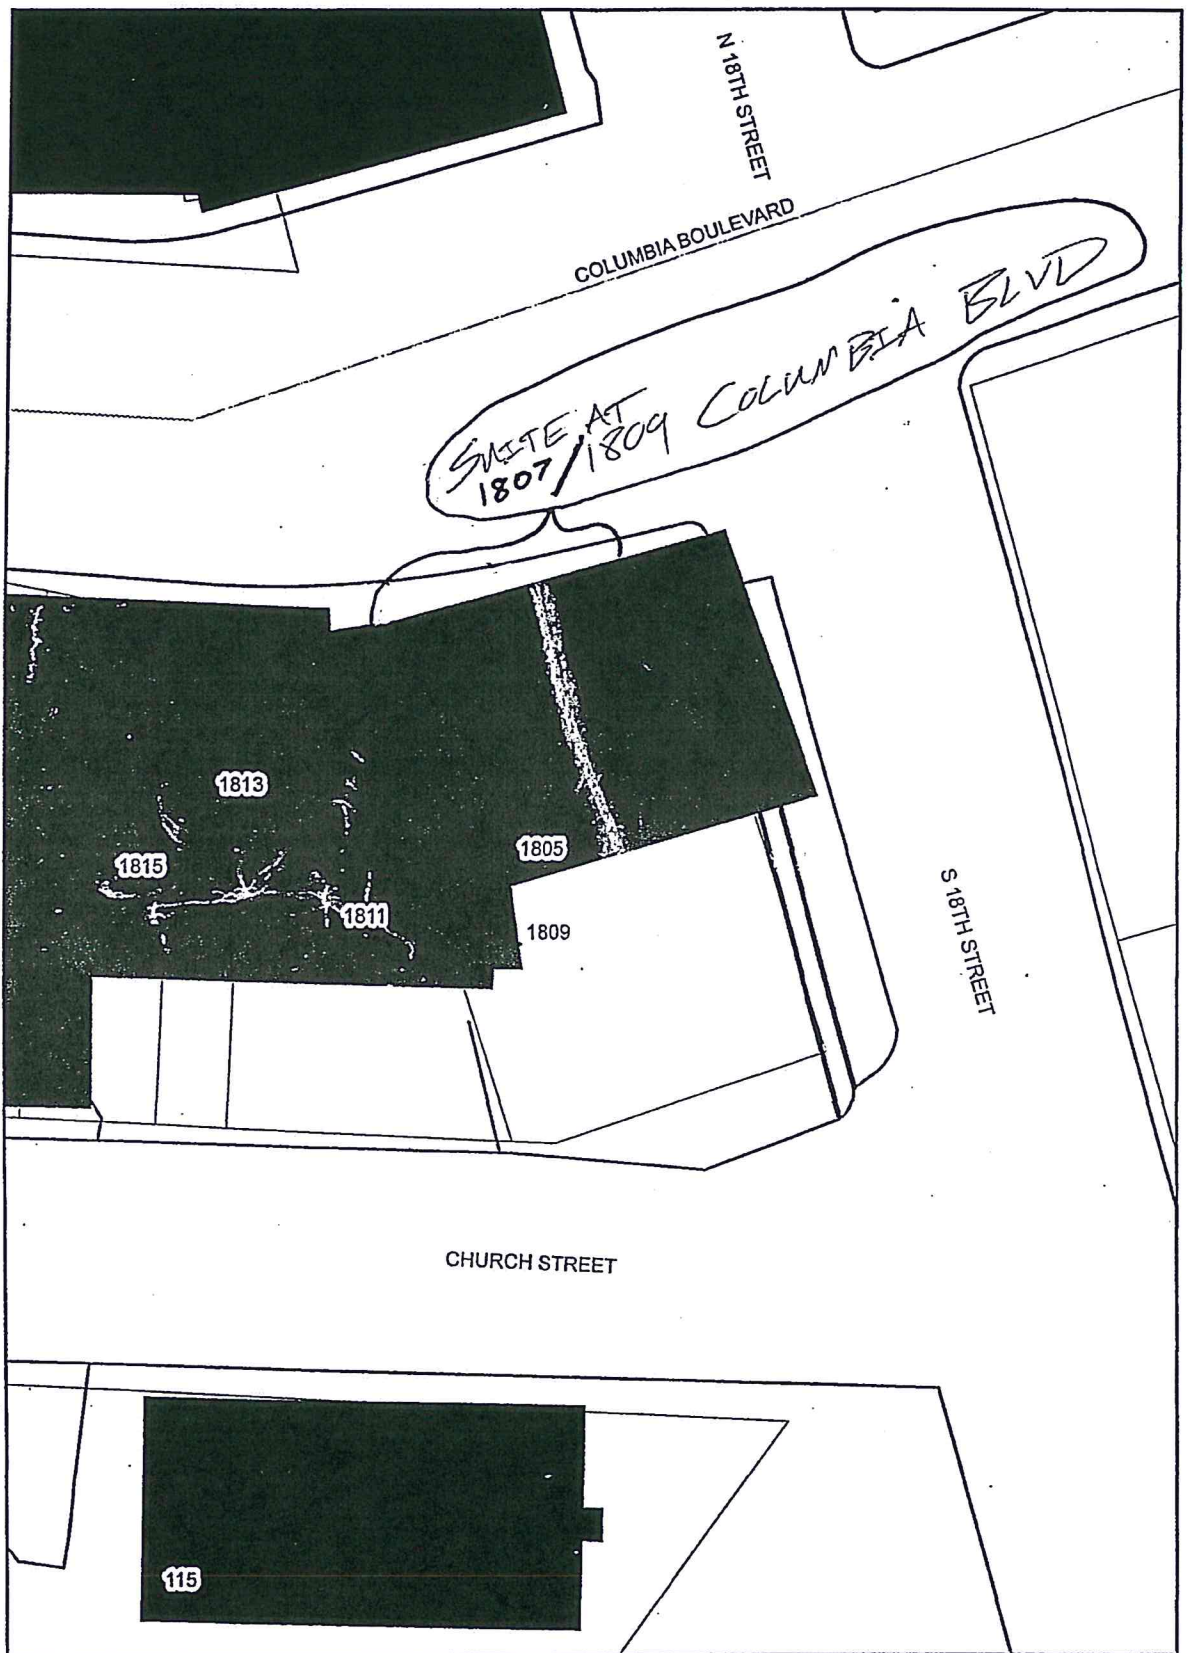 N 18TH STREET
COLUMBIA BOULEVARD
SUITE AT
1807/1809 COLUMBIA BLVD
1813
1805
1815
1811
1809
S 18TH STREET
CHURCH STREET
115